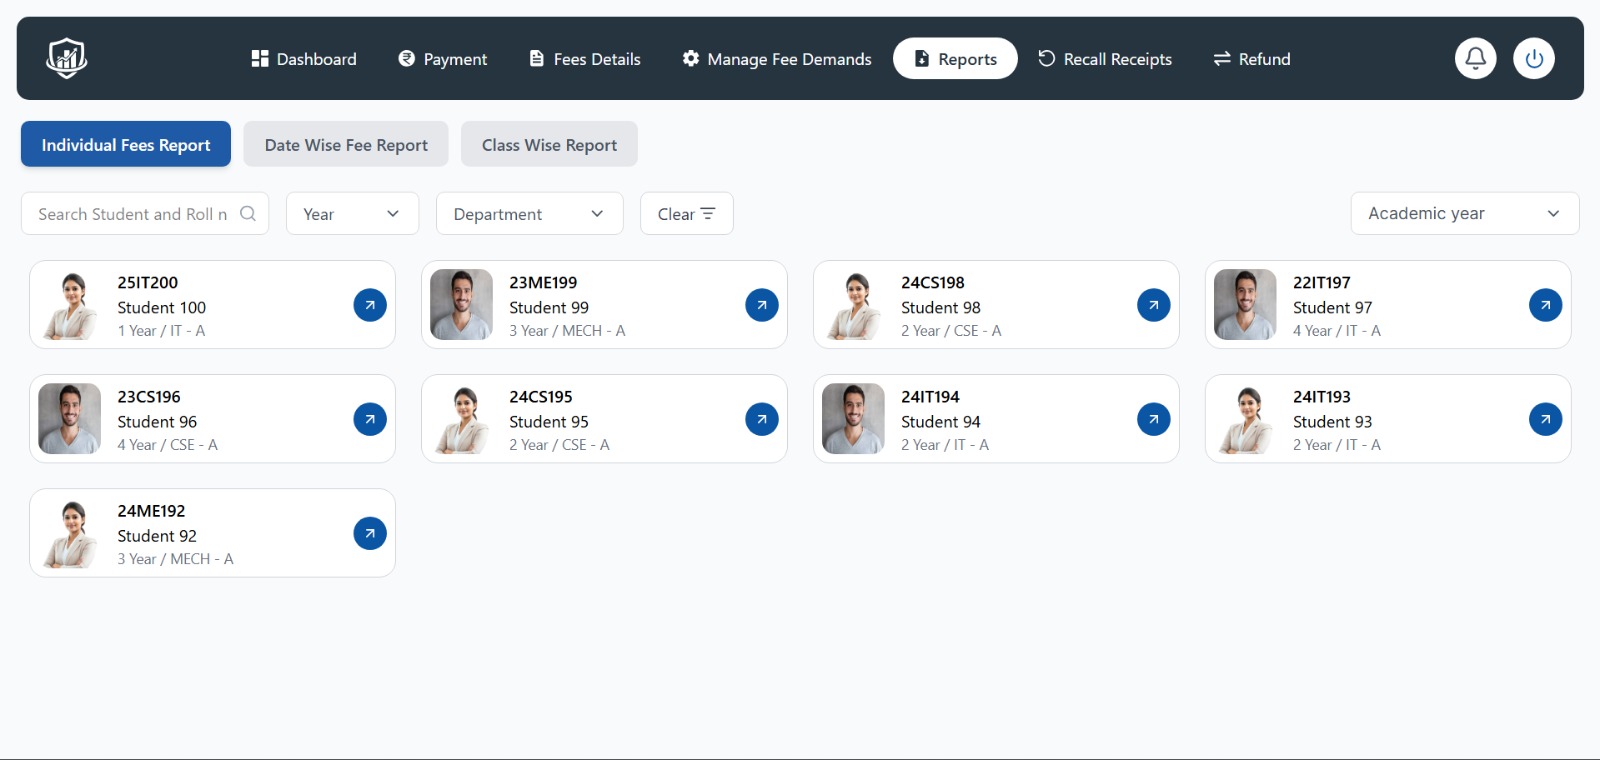 Dashboard
Payment
Fees Details
Manage Fee Demands
Reports
Recall Receipts
Refund
Individual Fees Report
Date Wise Fee Report
Class Wise Report
Search Student and Roll n
Year
Department
Clear
Academic year
25IT200
Student 100
1 Year / IT - A
23ME199
Student 99
3 Year / MECH - A
24CS198
Student 98
2 Year / CSE - A
22IT197
Student 97
4 Year / IT - A
23CS196
Student 96
4 Year / CSE - A
24CS195
Student 95
2 Year / CSE - A
24IT194
Student 94
2 Year / IT - A
24IT193
Student 93
2 Year / IT - A
24ME192
Student 92
3 Year / MECH - A